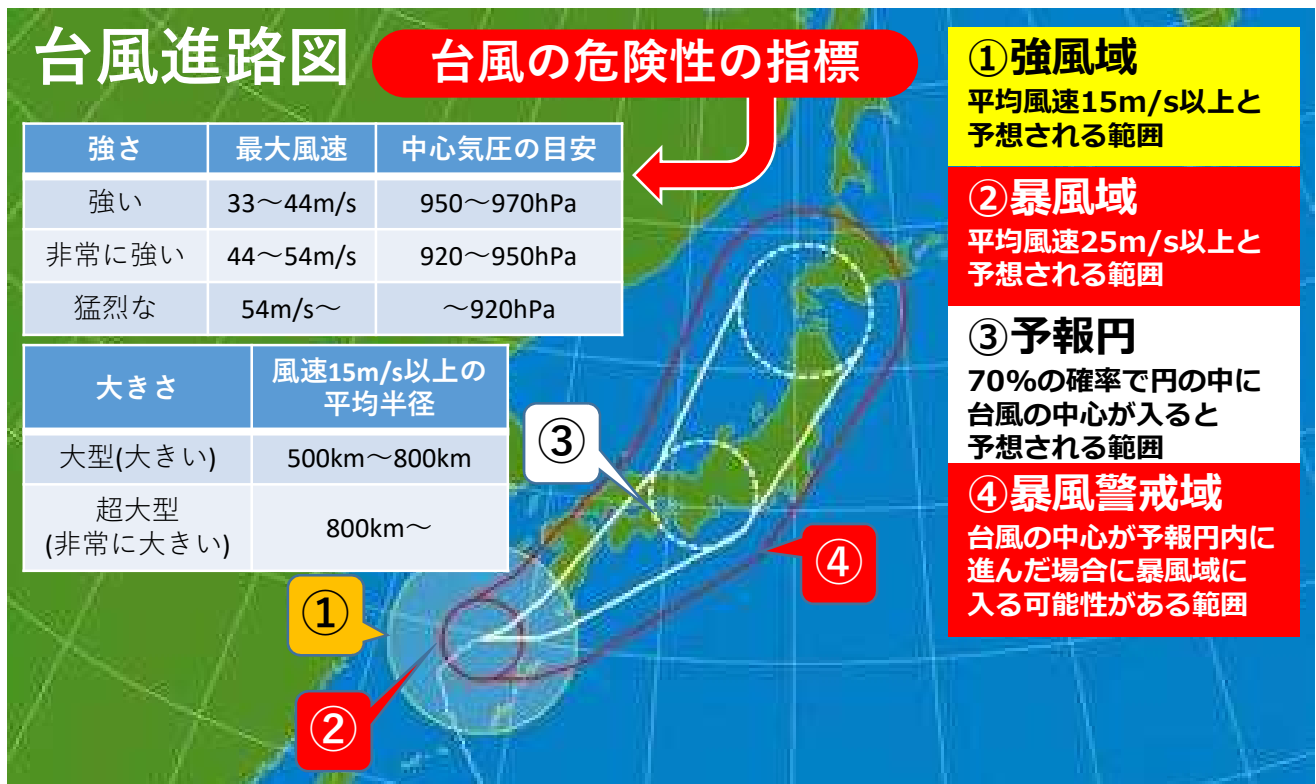 台風進路図
台風の危険性の指標
強さ 最大風速 中心気圧の目安
強い 33～44m/s 950～970hPa
非常に強い 44～54m/s 920～950hPa
猛烈な 54m/s～ ～920hPa
大きさ 風速15m/s以上の
平均半径
大型(大きい) 500km～800km
超大型
(非常に大きい) 800km～
①
②
③
④
①強風域
平均風速15m/s以上と
予想される範囲
②暴風域
平均風速25m/s以上と
予想される範囲
③予報円
70%の確率で円の中に
台風の中心が入ると
予想される範囲
④暴風警戒域
台風の中心が予報円内に
進んだ場合に暴風域に
入る可能性がある範囲